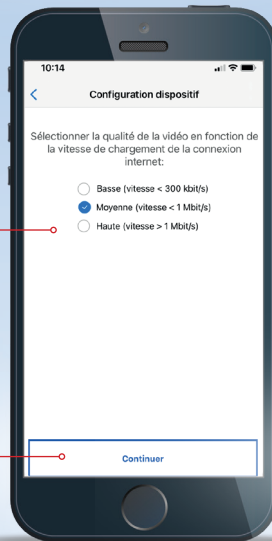 10:14
Configuration dispositif
Sélectionner la qualité de la vidéo en fonction de
la vitesse de chargement de la connexion
internet:
Basse (vitesse < 300 kbit/s)
Moyenne (vitesse < 1 Mbit/s)
Haute (vitesse > 1 Mbit/s)
Continuer